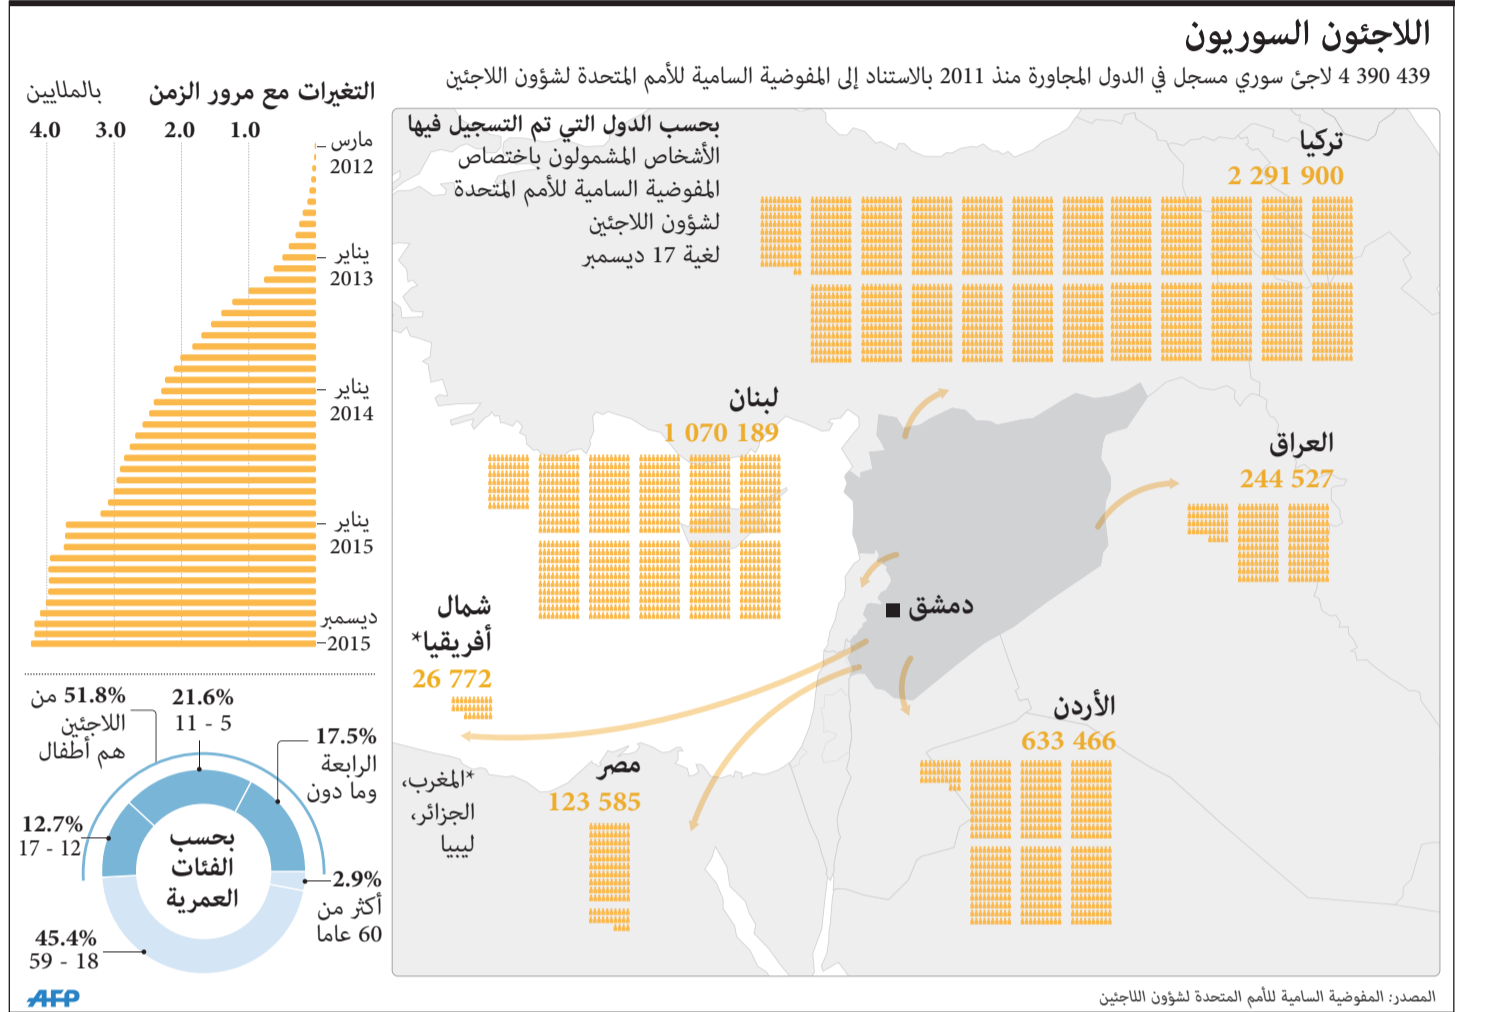 اللاجئون السوريون
4 390 439 لاجئ سوري مسجل في الدول المجاورة منذ 2011 بالاستناد إلى المفوضية السامية للأمم المتحدة لشؤون اللاجئين
بحسب الدول التي تم التسجيل فيها
الأشخاص المشمولون باختصاص
المفوضية السامية للأمم المتحدة
لشؤون اللاجئين
لغية 17 ديسمبر
تركيا
2 291 900
لبنان
1 070 189
العراق
244 527
دمشق
شمال
أفريقيا*
26 772
الأردن
633 466
مصر
123 585
*المغرب،
الجزائر،
ليبيا
التغيرات مع مرور الزمن بالملايين
4.0 3.0 2.0 1.0
مارس
2012
يناير
2013
يناير
2014
يناير
2015
ديسمبر
2015
51.8% من
اللاجئين
هم أطفال
21.6%
5 - 11
17.5%
الرابعة
وما دون
12.7%
12 - 17
2.9%
أكثر من
60 عاما
45.4%
18 - 59
بحسب
الفئات
العمرية
AFP
المصدر: المفوضية السامية للأمم المتحدة لشؤون اللاجئين